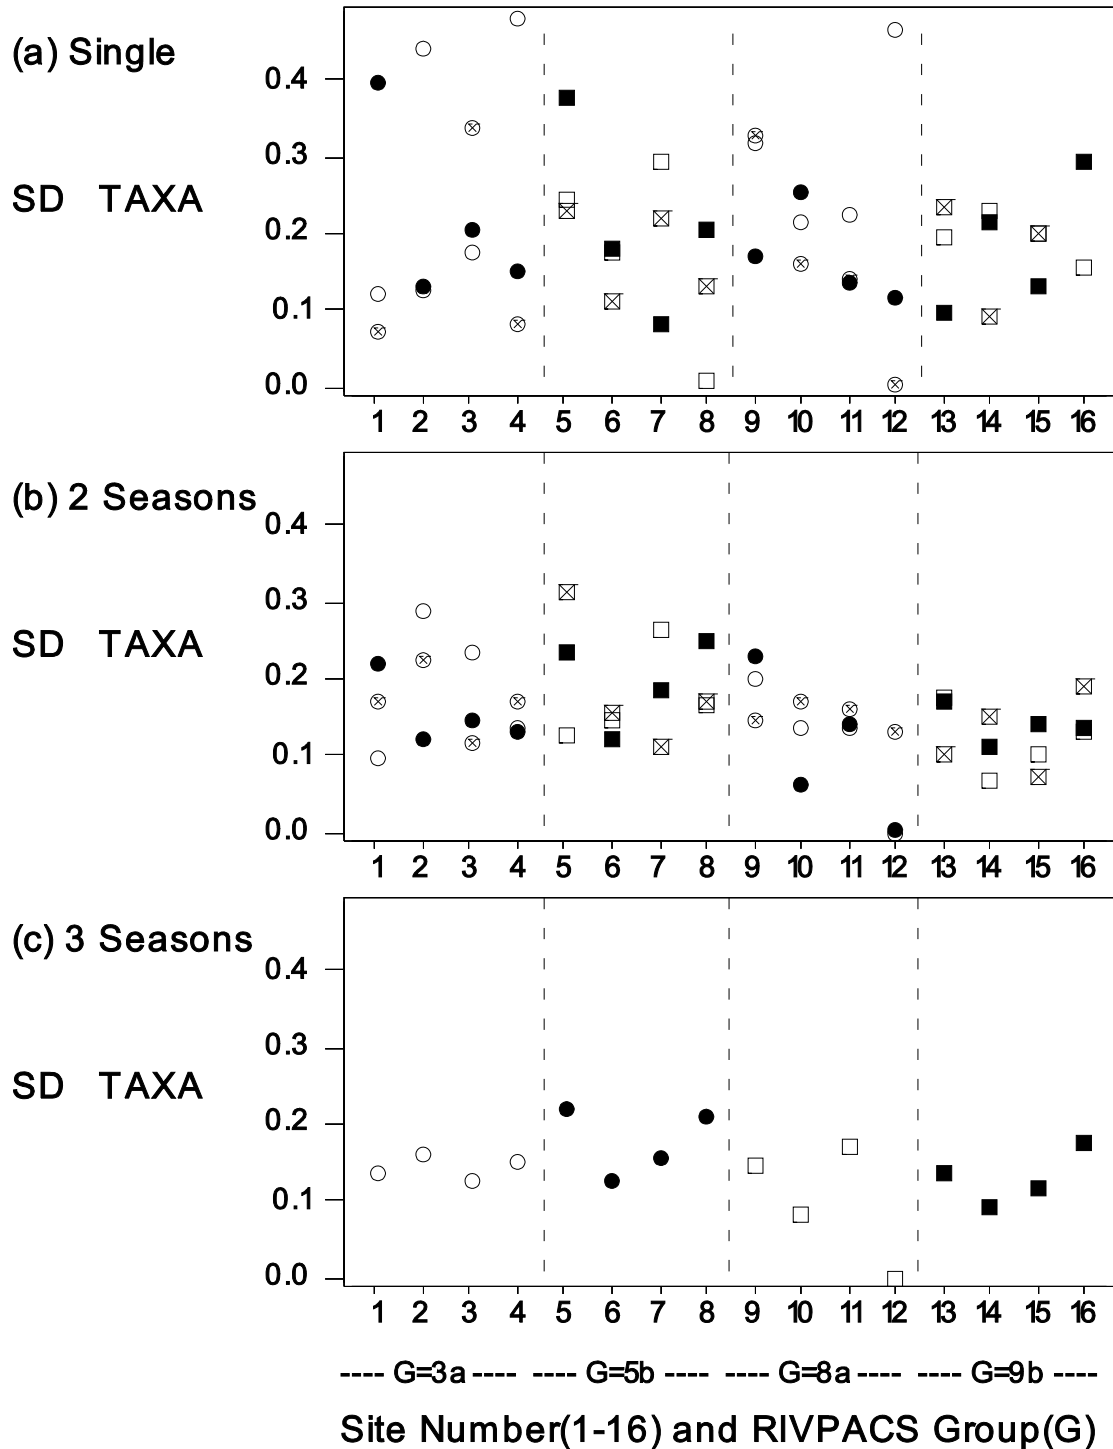 (a) Single
SD TAXA
0.4
0.3
0.2
0.1
0.0
1 2 3 4 5 6 7 8 9 10 11 12 13 14 15 16
(b) 2 Seasons
SD TAXA
0.4
0.3
0.2
0.1
0.0
1 2 3 4 5 6 7 8 9 10 11 12 13 14 15 16
(c) 3 Seasons
SD TAXA
0.4
0.3
0.2
0.1
0.0
1 2 3 4 5 6 7 8 9 10 11 12 13 14 15 16
---- G=3a ---- ---- G=5b ---- ---- G=8a ---- ---- G=9b ----
Site Number(1-16) and RIVPACS Group(G)